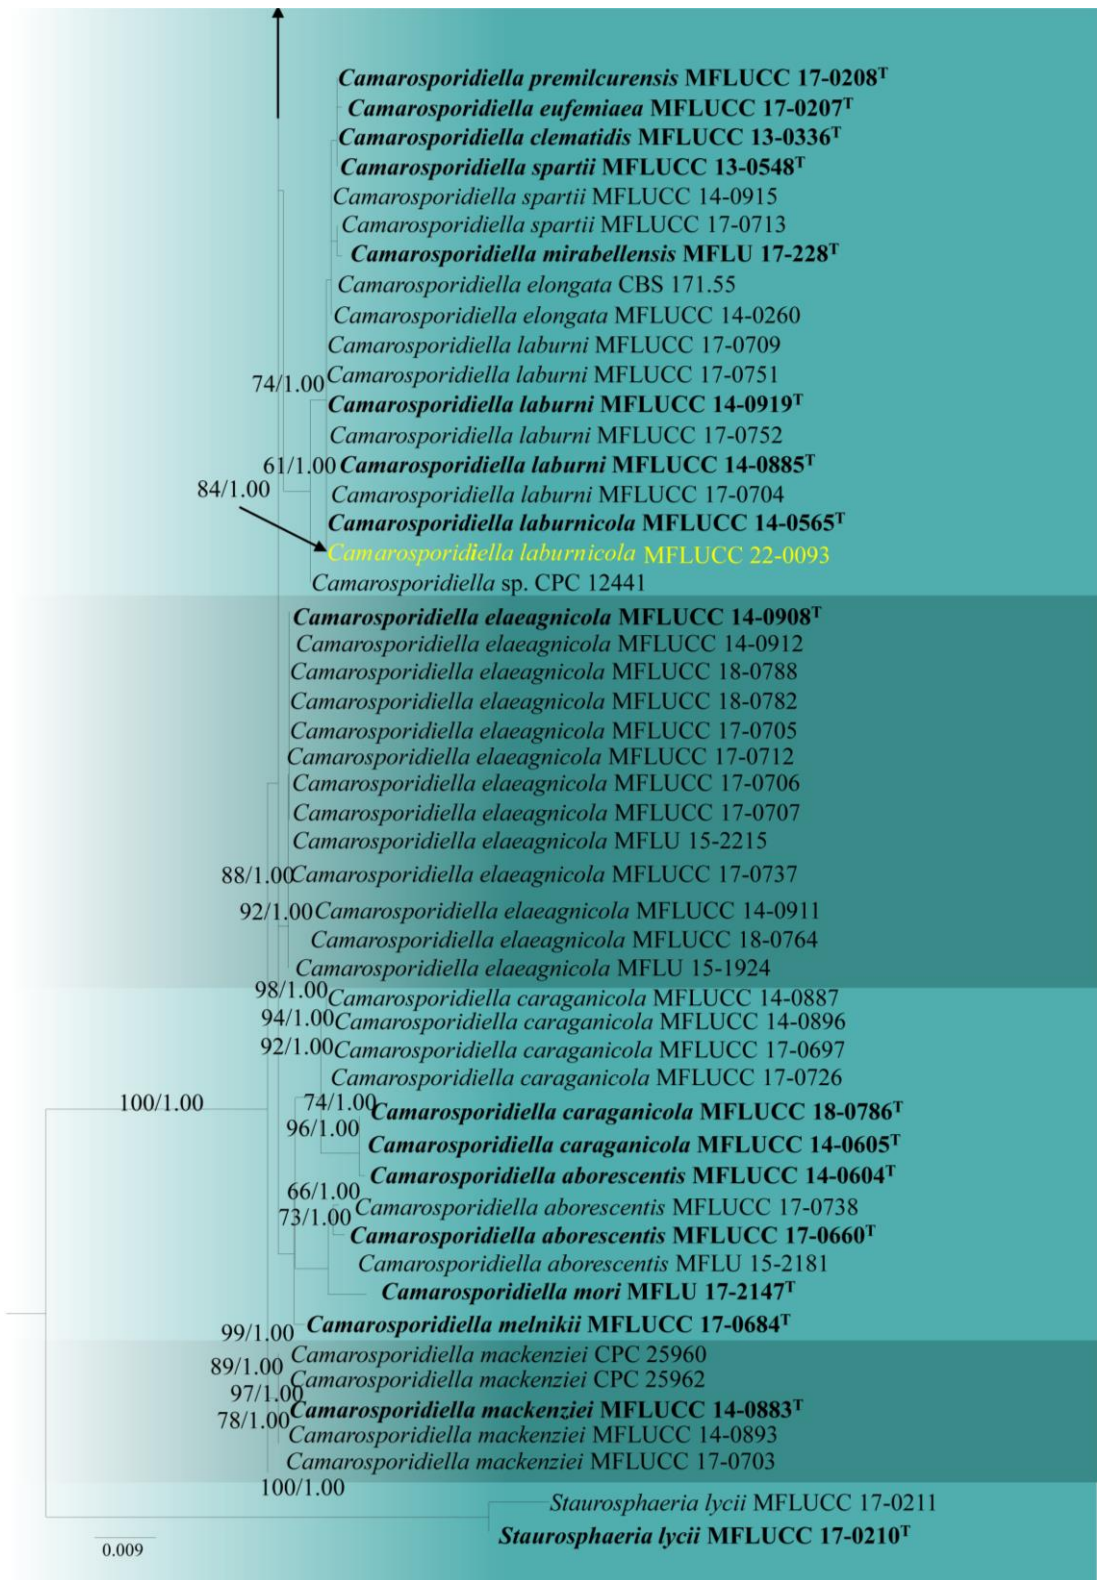 Camarosporidiella premilcurensis MFLUCC 17-0208ᵀ
Camarosporidiella eufemiaea MFLUCC 17-0207ᵀ
Camarosporidiella clematidis MFLUCC 13-0336ᵀ
Camarosporidiella spartii MFLUCC 13-0548ᵀ
Camarosporidiella spartii MFLUCC 14-0915
Camarosporidiella spartii MFLUCC 17-0713
Camarosporidiella mirabellensis MFLU 17-228ᵀ
Camarosporidiella elongata CBS 171.55
Camarosporidiella elongata MFLUCC 14-0260
Camarosporidiella laburni MFLUCC 17-0709
74/1.00 Camarosporidiella laburni MFLUCC 17-0751
Camarosporidiella laburni MFLUCC 14-0919ᵀ
Camarosporidiella laburni MFLUCC 17-0752
61/1.00 Camarosporidiella laburni MFLUCC 14-0885ᵀ
84/1.00 Camarosporidiella laburni MFLUCC 17-0704
Camarosporidiella laburnicola MFLUCC 14-0565ᵀ
Camarosporidiella laburnicola MFLUCC 22-0093
Camarosporidiella sp. CPC 12441
Camarosporidiella elaeagnicola MFLUCC 14-0908ᵀ
Camarosporidiella elaeagnicola MFLUCC 14-0912
Camarosporidiella elaeagnicola MFLUCC 18-0788
Camarosporidiella elaeagnicola MFLUCC 18-0782
Camarosporidiella elaeagnicola MFLUCC 17-0705
Camarosporidiella elaeagnicola MFLUCC 17-0712
Camarosporidiella elaeagnicola MFLUCC 17-0706
Camarosporidiella elaeagnicola MFLUCC 17-0707
Camarosporidiella elaeagnicola MFLU 15-2215
88/1.00 Camarosporidiella elaeagnicola MFLUCC 17-0737
92/1.00 Camarosporidiella elaeagnicola MFLUCC 14-0911
Camarosporidiella elaeagnicola MFLUCC 18-0764
Camarosporidiella elaeagnicola MFLU 15-1924
98/1.00 Camarosporidiella caraganicola MFLUCC 14-0887
94/1.00 Camarosporidiella caraganicola MFLUCC 14-0896
92/1.00 Camarosporidiella caraganicola MFLUCC 17-0697
Camarosporidiella caraganicola MFLUCC 17-0726
100/1.00 74/1.00 Camarosporidiella caraganicola MFLUCC 18-0786ᵀ
96/1.00 Camarosporidiella caraganicola MFLUCC 14-0605ᵀ
Camarosporidiella aborescentis MFLUCC 14-0604ᵀ
66/1.00 Camarosporidiella aborescentis MFLUCC 17-0738
73/1.00 Camarosporidiella aborescentis MFLUCC 17-0660ᵀ
Camarosporidiella aborescentis MFLU 15-2181
Camarosporidiella mori MFLU 17-2147ᵀ
99/1.00 Camarosporidiella melnikii MFLUCC 17-0684ᵀ
Camarosporidiella mackenziei CPC 25960
89/1.00 Camarosporidiella mackenziei CPC 25962
97/1.00 Camarosporidiella mackenziei MFLUCC 14-0883ᵀ
78/1.00 Camarosporidiella mackenziei MFLUCC 14-0893
Camarosporidiella mackenziei MFLUCC 17-0703
100/1.00 Staurosphaeria lycii MFLUCC 17-0211
Staurosphaeria lycii MFLUCC 17-0210ᵀ
0.009